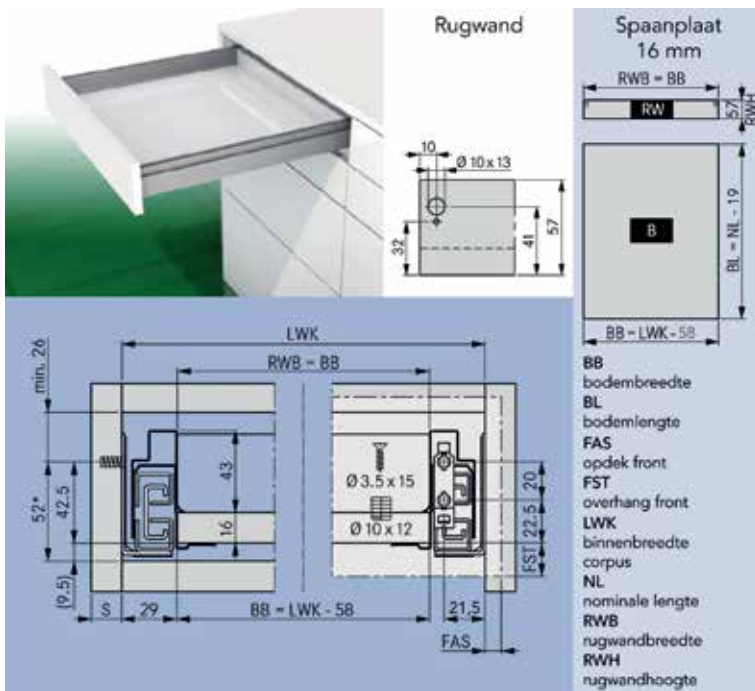 Rugwand
Spaanplaat
16 mm
RWB = BB
RW
57
RWH
10
Ø 10 x 13
32
41
57
B
BL = NL - 19
BB = LWK - 58
LWK
RWB = BB
min. 26
52*
42.5
(9.5)
43
16
Ø 3.5 x 15
Ø 10 x 12
20
22.5
FST
S
29
BB = LWK - 58
21,5
FAS
BB
bodembreedte
BL
bodemlengte
FAS
opdek front
FST
overhang front
LWK
binnenbreedte
corpus
NL
nominale lengte
RWB
rugwandbreedte
RWH
rugwandhoogte